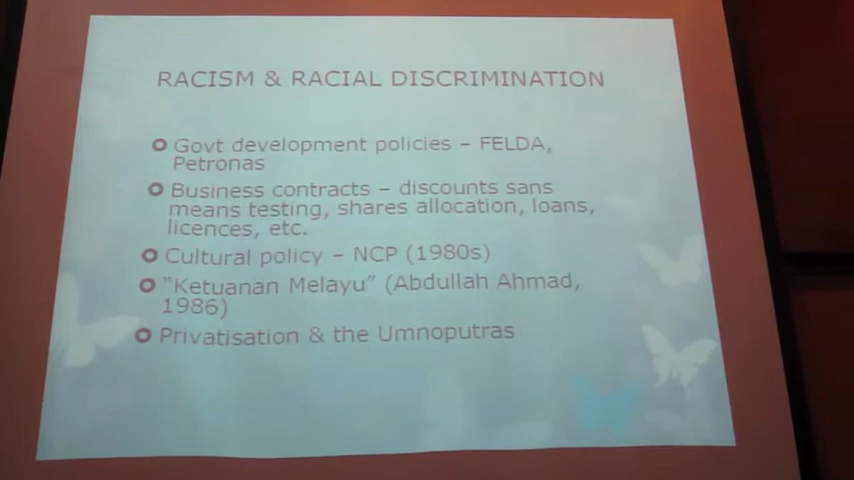 RACISM & RACIAL DISCRIMINATION
Govt development policies – FELDA,
Petronas
Business contracts – discounts sans
means testing, shares allocation, loans,
licences, etc.
Cultural policy – NCP (1980s)
"Ketuanan Melayu" (Abdullah Ahmad,
1986)
Privatisation & the Umnoputras